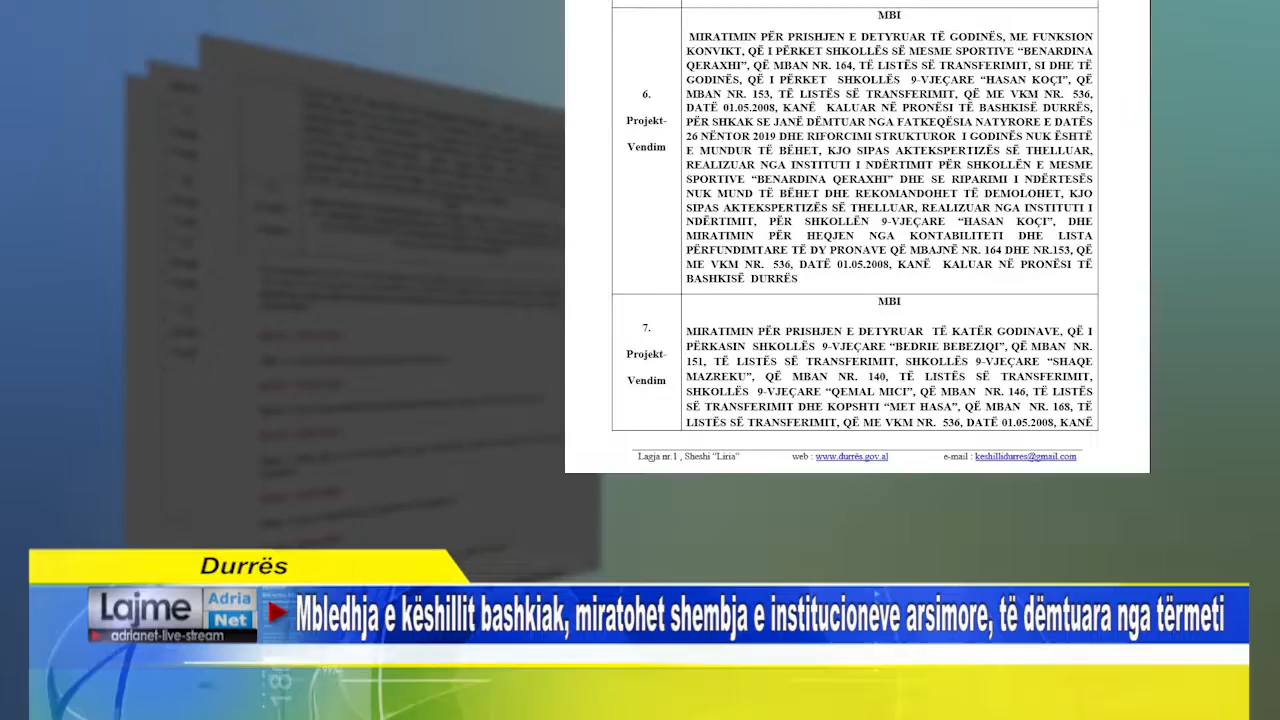 MBI
MIRATIMIN PËR PRISHJEN E DETYRUAR TË GODINËS, ME FUNKSION
KONVIKT, QË I PËRKET SHKOLLËS SË MESME SPORTIVE “BENARDINA
QERAXHI”, QË MBAN NR. 164, TË LISTËS SË TRANSFERIMIT, SI DHE TË
GODINËS, QË I PËRKET SHKOLLËS 9-VJEÇARE “HASAN KOÇI”, QË
6.
MBAN NR. 153, TË LISTËS SË TRANSFERIMIT, QË ME VKM NR. 536,
DATË 01.05.2008, KANË KALUAR NË PRONËSI TË BASHKISË DURRËS,
Projekt-
PËR SHKAK SE JANË DËMTUAR NGA FATKEQËSIA NATYRORE E DATËS
26 NËNTOR 2019 DHE RIFORCIMI STRUKTUROR I GODINËS NUK ËSHTË
Vendim
E MUNDUR TË BËHET, KJO SIPAS AKTEKSPERTIZËS SË THELLUAR,
REALIZUAR NGA INSTITUTI I NDËRTIMIT PËR SHKOLLËN E MESME
SPORTIVE “BENARDINA QERAXHI” DHE SE RIPARIMI I NDËRTESËS
NUK MUND TË BËHET DHE REKOMANDOHET TË DEMOLOHET, KJO
SIPAS AKTEKSPERTIZËS SË THELLUAR, REALIZUAR NGA INSTITUTI I
NDËRTIMIT, PËR SHKOLLËN 9-VJEÇARE “HASAN KOÇI”, DHE
MIRATIMIN PËR HEQJEN NGA KONTABILITETI DHE LISTA
PËRFUNDIMTARE TË DY PRONAVE QË MBAJNË NR. 164 DHE NR.153, QË
ME VKM NR. 536, DATË 01.05.2008, KANË KALUAR NË PRONËSI TË
BASHKISË DURRËS
MBI
7.
MIRATIMIN PËR PRISHJEN E DETYRUAR TË KATËR GODINAVE, QË I
PËRKASIN SHKOLLËS 9-VJEÇARE “BEDRIE BEBEZIQI”, QË MBAN NR.
Projekt-
151, TË LISTËS SË TRANSFERIMIT, SHKOLLËS 9-VJEÇARE “SHAQE
MAZREKU”, QË MBAN NR. 140, TË LISTËS SË TRANSFERIMIT,
Vendim
SHKOLLËS 9-VJEÇARE “QEMAL MICI”, QË MBAN NR. 146, TË LISTËS
SË TRANSFERIMIT DHE KOPSHTI “MET HASA”, QË MBAN NR. 168, TË
LISTËS SË TRANSFERIMIT, QË ME VKM NR. 536, DATË 01.05.2008, KANË
Lagja nr.1 , Sheshi “Liria” web : www.durrës.gov.al e-mail : keshillidurres@gmail.com
Durrës
Lajme Adria Net
adrianet-live-stream
Mbledhja e këshillit bashkiak, miratohet shembja e institucioneve arsimore, të dëmtuara nga tërmeti